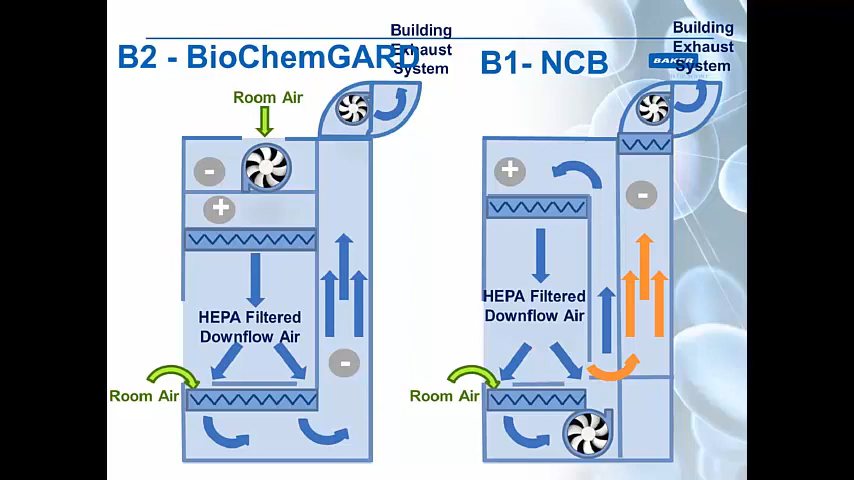 B2 - BioChemGARD
Building
Exhaust
System
Room Air
HEPA Filtered
Downflow Air
Room Air
-
+
-
B1- NCB
Building
Exhaust
System
BAKER
+
-
HEPA Filtered
Downflow Air
Room Air